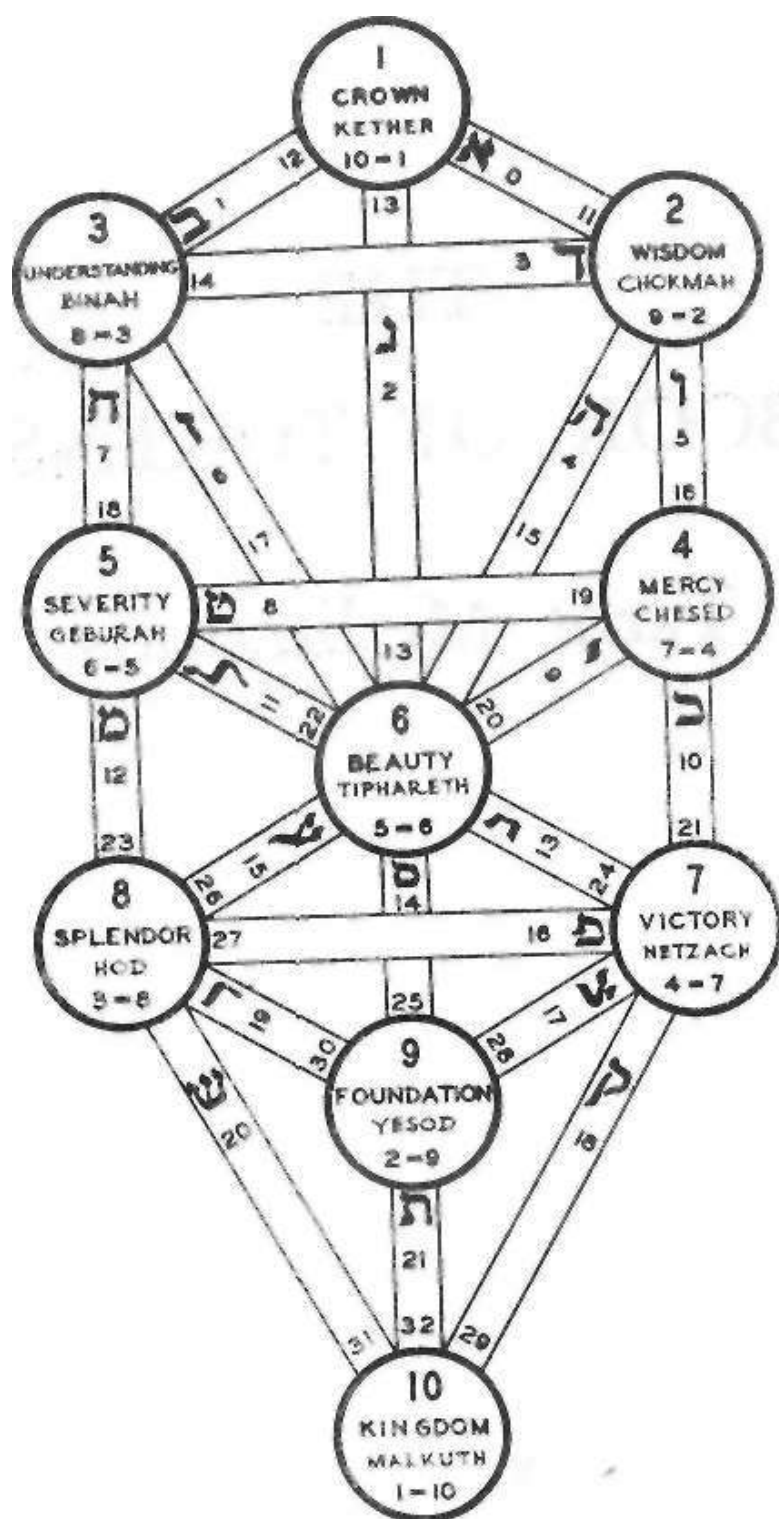 1
CROWN
KETHER
10=1
12
1
א
0
11
13
3
UNDERSTANDING
BINAH
8=3
2
WISDOM
CHOKMAH
9=2
14
3
ד
2
ה
7
18
6
17
ה
4
15
ו
5
16
5
SEVERITY
GEBURAH
6=5
4
MERCY
CHESED
7=4
ט
8
19
13
ל
11
22
9
20
מ
12
23
10
21
6
BEAUTY
TIPHARETH
5=6
15
26
ס
14
13
24
8
SPLENDOR
HOD
3=8
7
VICTORY
NETZACH
4=7
27
16
19
30
25
17
28
9
FOUNDATION
YESOD
2=9
ש
20
31
ת
21
32
ק
18
29
10
KINGDOM
MALKUTH
1=10